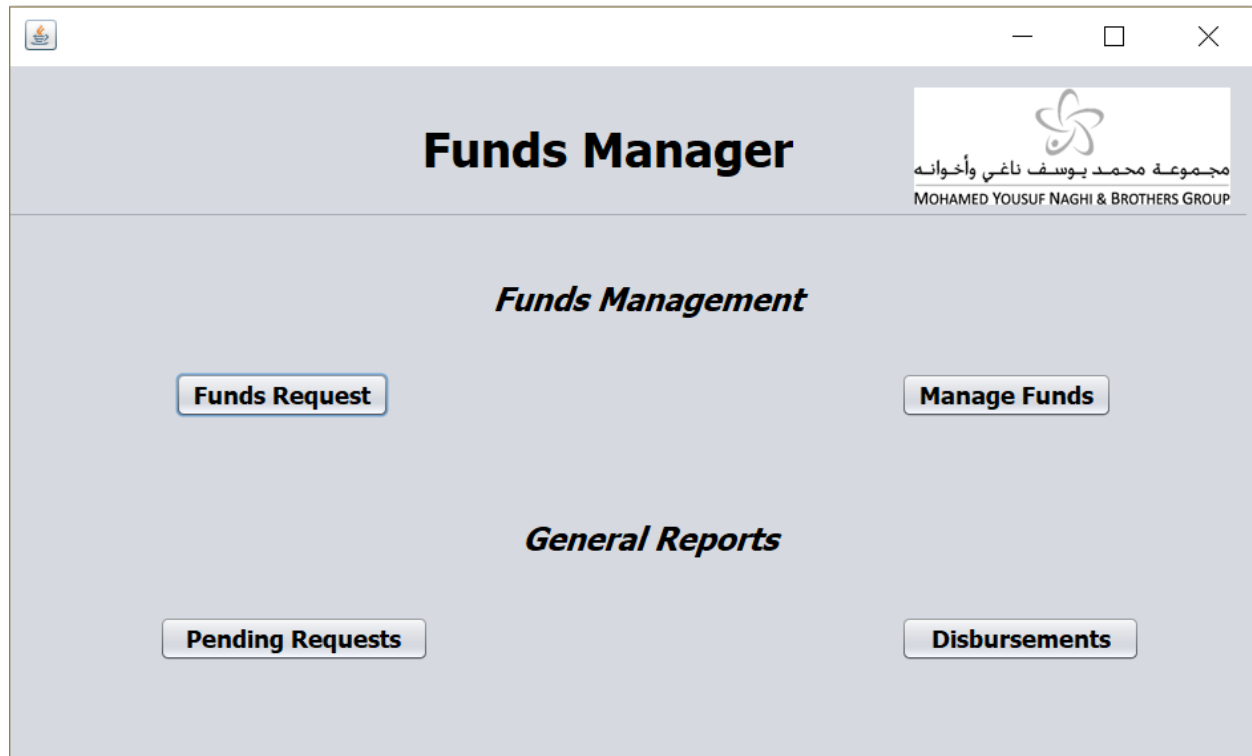 Funds Manager
مجموعة محمد يوسف ناغي وأخوانه
MOHAMED YOUSUF NAGHI & BROTHERS GROUP
Funds Management
Funds Request
Manage Funds
General Reports
Pending Requests
Disbursements